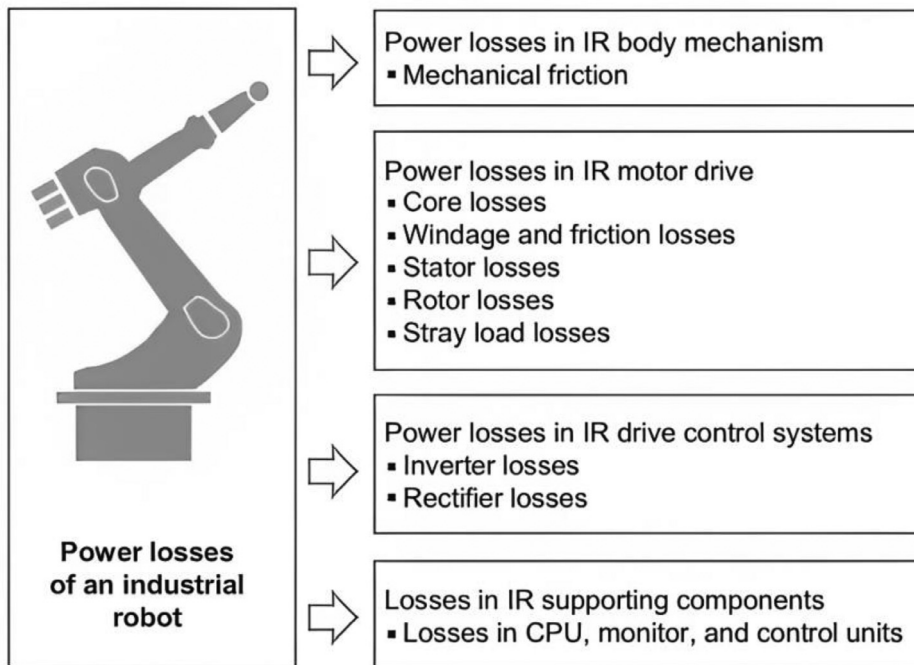 Power losses
of an industrial
robot
Power losses in IR body mechanism
▪ Mechanical friction
Power losses in IR motor drive
▪ Core losses
▪ Windage and friction losses
▪ Stator losses
▪ Rotor losses
▪ Stray load losses
Power losses in IR drive control systems
▪ Inverter losses
▪ Rectifier losses
Losses in IR supporting components
▪ Losses in CPU, monitor, and control units